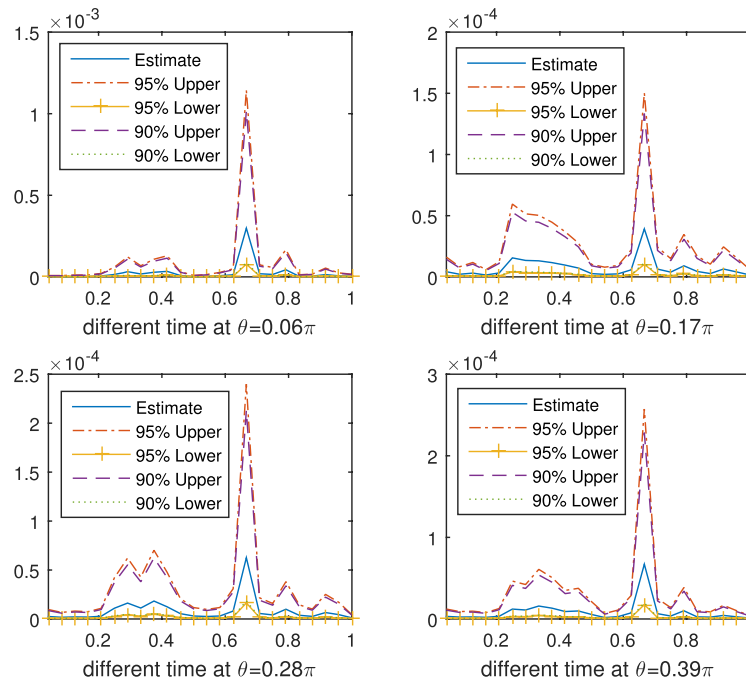 ×10-3
1.5
1
0.5
0
Estimate
95% Upper
95% Lower
90% Upper
90% Lower
0.2 0.4 0.6 0.8 1
different time at θ=0.06π
×10-4
2
1.5
1
0.5
0
Estimate
95% Upper
95% Lower
90% Upper
90% Lower
0.2 0.4 0.6 0.8
different time at θ=0.17π
×10-4
2.5
2
1.5
1
0.5
0
Estimate
95% Upper
95% Lower
90% Upper
90% Lower
0.2 0.4 0.6 0.8 1
different time at θ=0.28π
×10-4
3
2
1
0
Estimate
95% Upper
95% Lower
90% Upper
90% Lower
0.2 0.4 0.6 0.8
different time at θ=0.39π